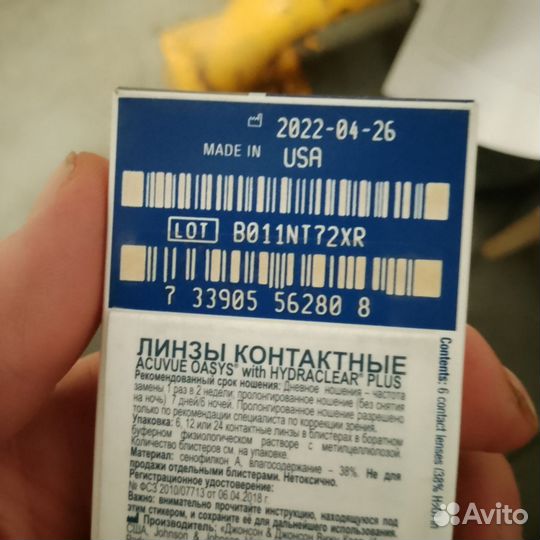 2022-04-26
MADE IN USA
LOT B011NT72XR
7 33905 56280 8
ЛИНЗЫ КОНТАКТНЫЕ
ACUVUE OASYS® with HYDRACLEAR® PLUS
Рекомендованный срок ношения: Дневное ношения – частота
замены 1 раз в 2 недели; пролонгированное ношение (без снятия
на ночь) 7 дней/6 ночей. Пролонгированное ношение разрешено
только по рекомендации специалиста по коррекции зрения.
Упаковка: 6, 12 или 24 контактные линзы в блистерах в боратном
буферном физиологическом растворе с метилцеллюлозой.
Количество блистеров см. на упаковке.
Материал: сенофилкон А, влагосодержание – 38%. Не для
продажи отдельными блистерами. Нетоксично.
Регистрационное удостоверение:
№ ФСЗ 2010/07713 от 06.04.2018 г
Важно: внимательно прочитайте инструкцию, находящуюся под
этим стикером, и сохраните её для дальнейшего использования.
Производитель: «Джонсон & Джонсон
США, Johnson & Johnson
Contents: 6 contact lenses (38% H₂O
Avito